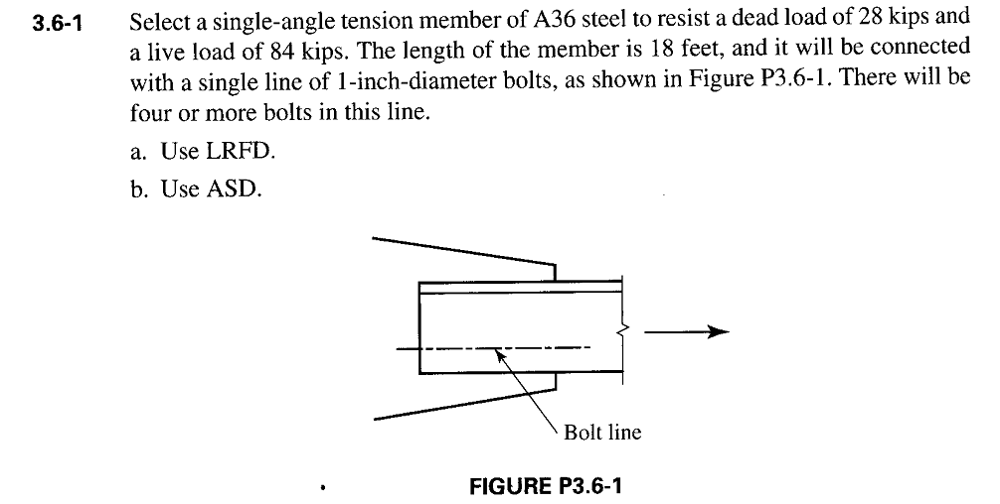 3.6-1 Select a single-angle tension member of A36 steel to resist a dead load of 28 kips and
a live load of 84 kips. The length of the member is 18 feet, and it will be connected
with a single line of 1-inch-diameter bolts, as shown in Figure P3.6-1. There will be
four or more bolts in this line.
a. Use LRFD.
b. Use ASD.
Bolt line
FIGURE P3.6-1